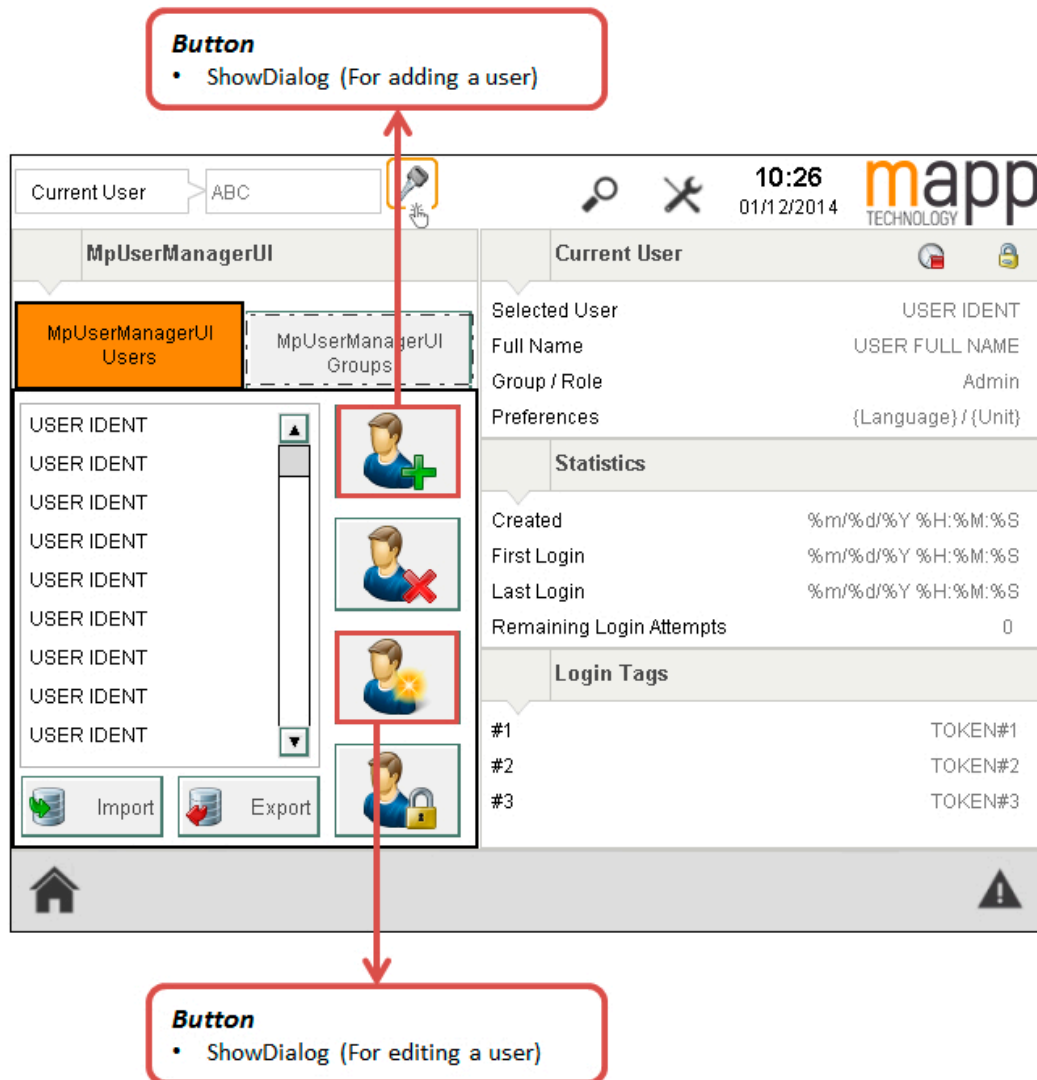 Button
• ShowDialog (For adding a user)
Current User
ABC
10:26
01/12/2014
mapp
TECHNOLOGY
MpUserManagerUI
Current User
MpUserManagerUI
Users
MpUserManagerUI
Groups
Selected User USER IDENT
Full Name USER FULL NAME
Group / Role Admin
Preferences {Language} / {Unit}
USER IDENT
USER IDENT
USER IDENT
USER IDENT
USER IDENT
USER IDENT
USER IDENT
USER IDENT
USER IDENT
Import
Export
Statistics
Created %m/%d/%Y %H:%M:%S
First Login %m/%d/%Y %H:%M:%S
Last Login %m/%d/%Y %H:%M:%S
Remaining Login Attempts 0
Login Tags
#1 TOKEN#1
#2 TOKEN#2
#3 TOKEN#3
Button
• ShowDialog (For editing a user)